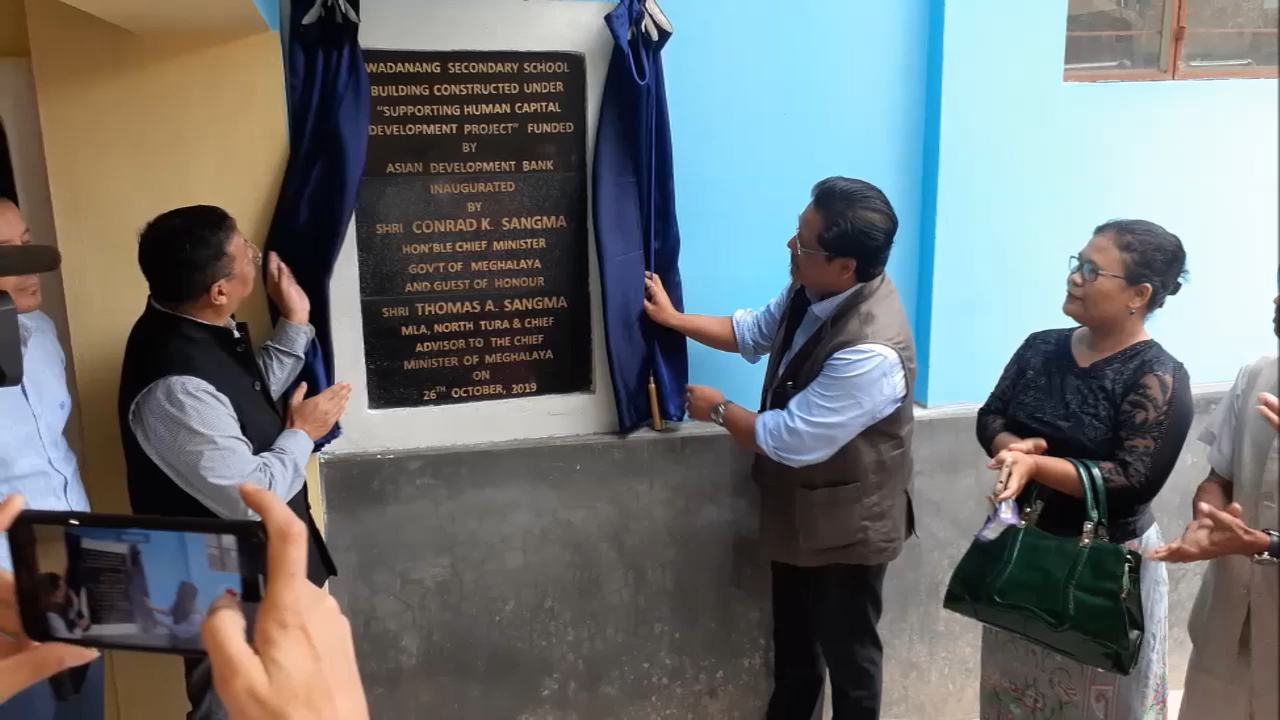 WADANANG SECONDARY SCHOOL
BUILDING CONSTRUCTED UNDER
"SUPPORTING HUMAN CAPITAL
DEVELOPMENT PROJECT" FUNDED
BY
ASIAN DEVELOPMENT BANK
INAUGURATED
BY
SHRI CONRAD K. SANGMA
HON'BLE CHIEF MINISTER
GOV'T OF MEGHALAYA
AND GUEST OF HONOUR
SHRI THOMAS A. SANGMA
MLA, NORTH TURA & CHIEF
ADVISOR TO THE CHIEF
MINISTER OF MEGHALAYA
ON
26TH OCTOBER, 2019